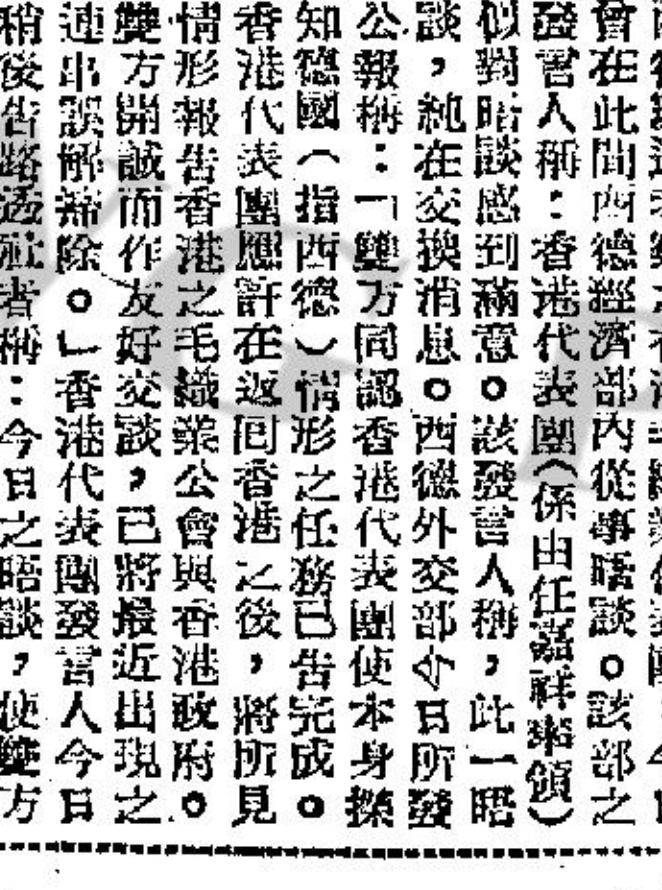 會在此間西德經濟部內從事晤談。該部之
發言人稱：香港代表團（係由任嘉祥率領）
似對晤談感到滿意。該發言人稱，此一晤
談，純在交換消息。西德外交部今日所發
公報稱：「雙方同認香港代表團使本身
知德國（指西德）情形之任務已告完成。
香港代表團應許在返囘香港之後，將所見
情形報告香港之毛織業公會與香港政府。
雙方開誠而作友好交談，已將最近出現之
連串誤解辯除。」香港代表團發言人今日
稍後告路透社者稱：今日之晤談，使雙方